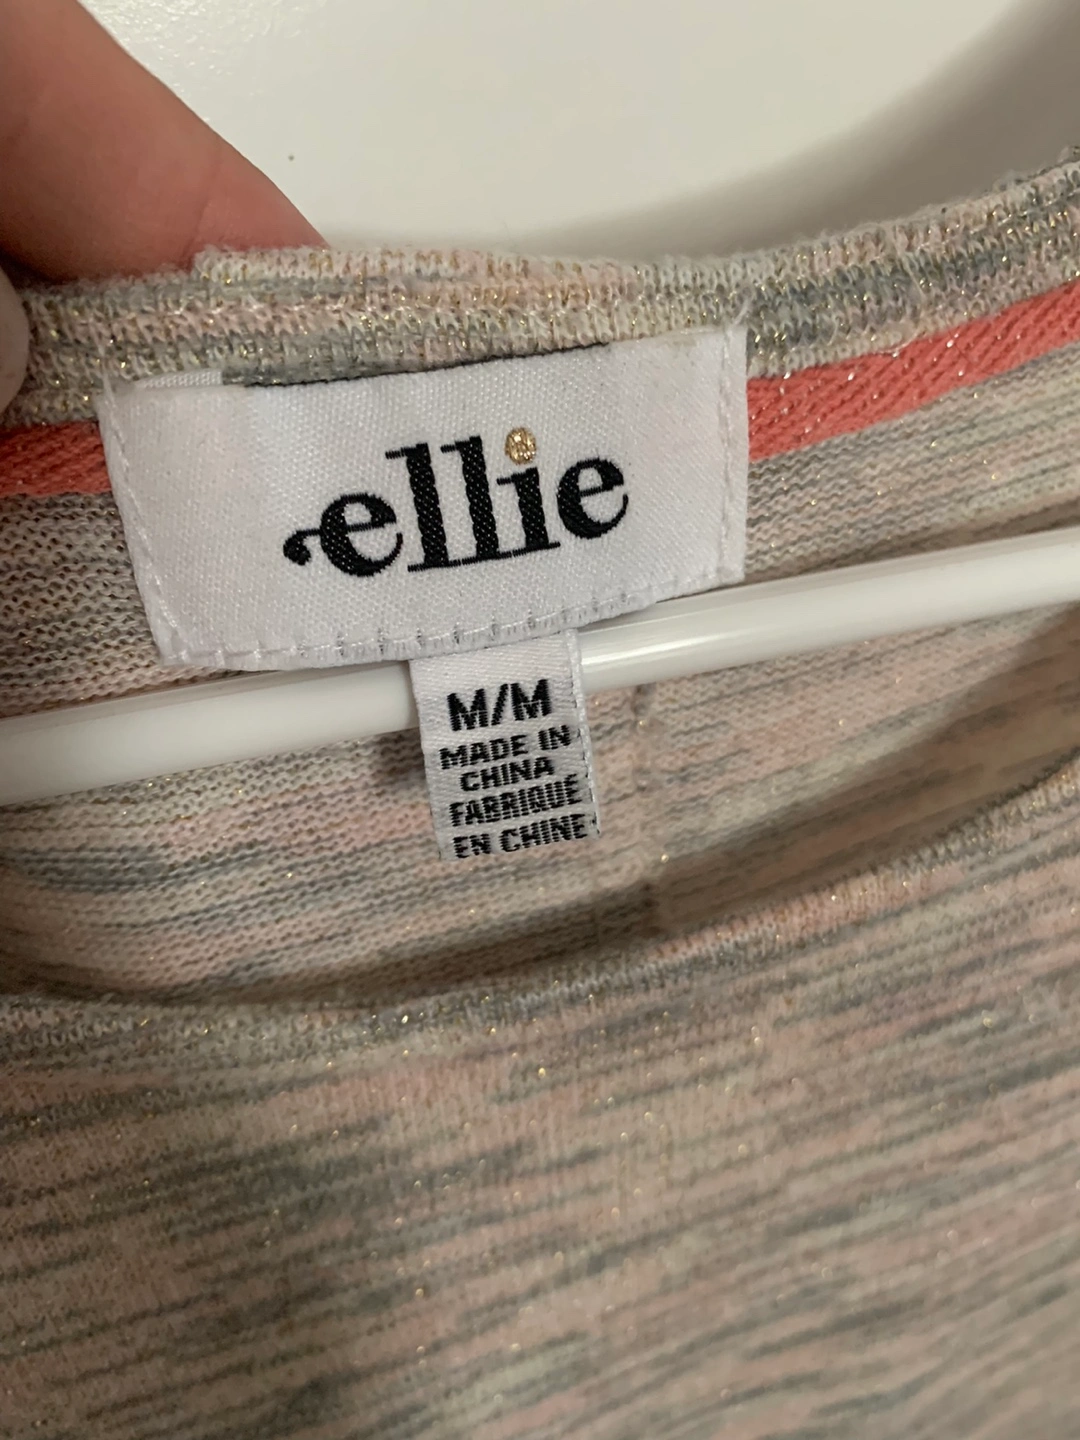 ellie
M/M
MADE IN
CHINA
FABRIQUÉ
EN CHINE